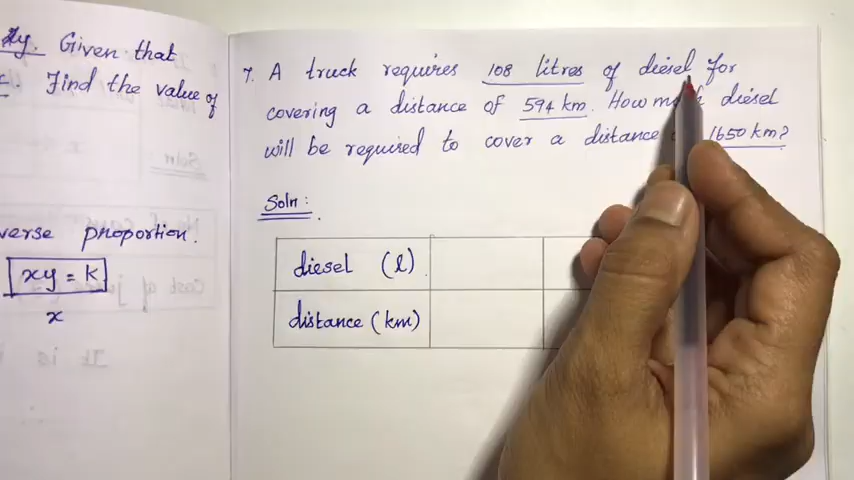 xy. Given that
Find the value of
verse proportion.
xy = k
x
7. A truck requires 108 litres of diesel for
covering a distance of 594 km. How diesel
will be required to cover a distance 1650 km?
Soln:
diesel (l)
distance (km)